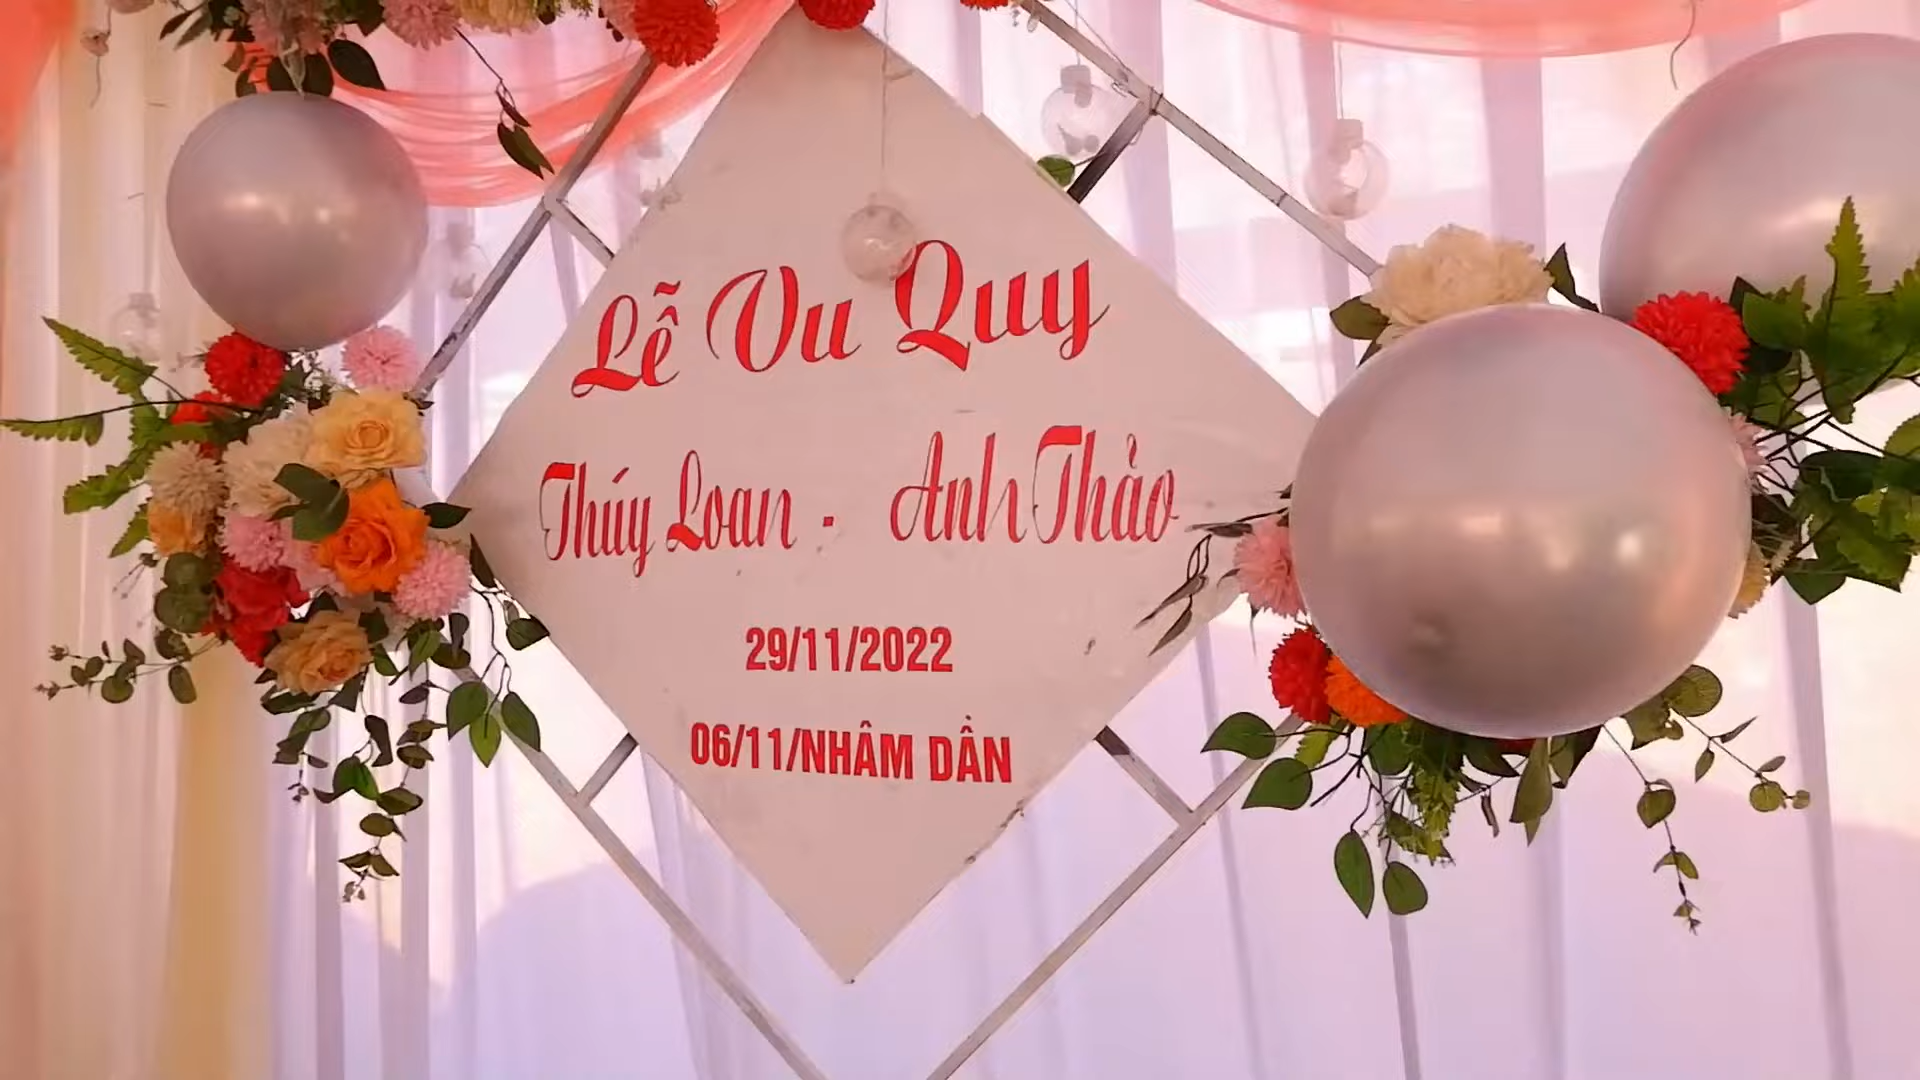 Lễ Vu Quy
Thúy Loan . Anh Thảo
29/11/2022
06/11/NHÂM DẦN